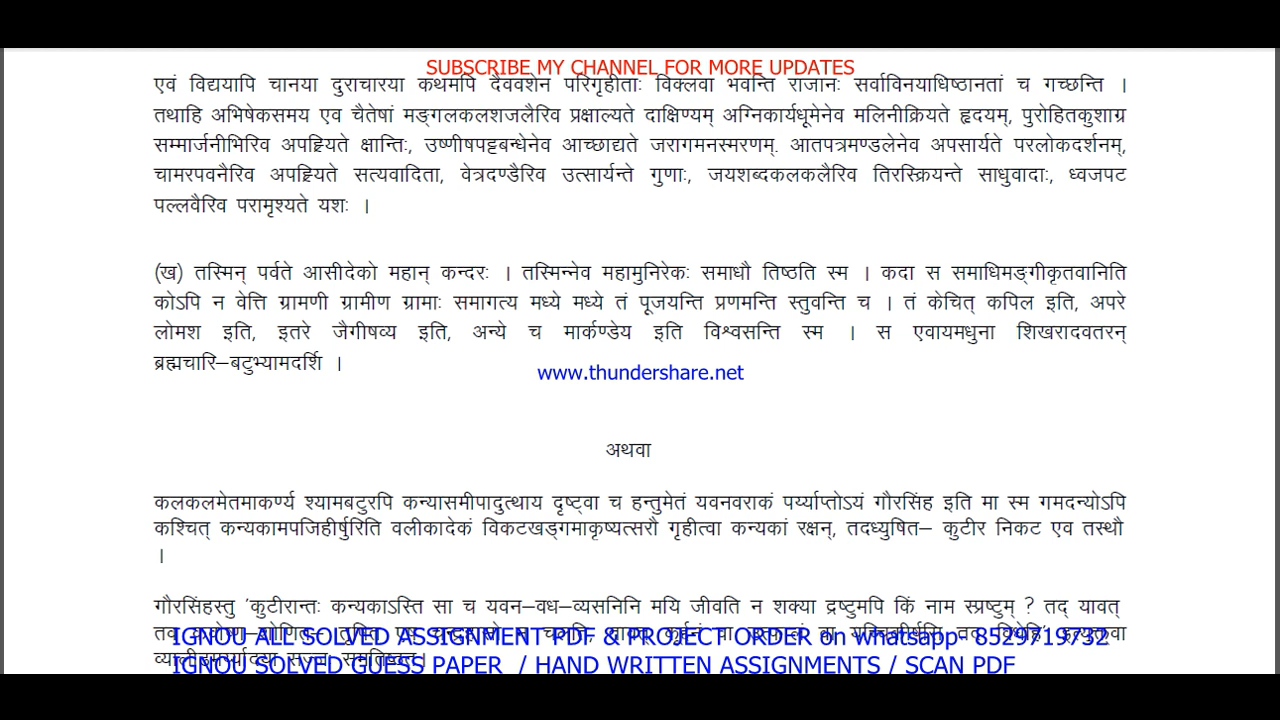 SUBSCRIBE MY CHANNEL FOR MORE UPDATES
एवं विद्ययापि चानया दुराचारया कथमपि दैववशेन परिगृहीताः विक्लवा भवन्ति राजानः सर्वाविनयाधिष्ठानतां च गच्छन्ति ।
तथाहि अभिषेकसमय एव चैतेषां मङ्गलकलशजलैरिव प्रक्षाल्यते दाक्षिण्यम् अग्निकार्यधूमेनेव मलिनीक्रियते हृदयम्, पुरोहितकुशाग्र
सम्मार्जनीभिरिव अपह्रियते क्षान्तिः, उष्णीषपट्टबन्धेनेव आच्छाद्यते जरागमनस्मरणम्. आतपत्रमण्डलेनेव अपसार्यते परलोकदर्शनम्,
चामरपवनैरिव अपह्रियते सत्यवादिता, वेत्रदण्डैरिव उत्सार्यन्ते गुणाः, जयशब्दकलकलैरिव तिरस्क्रियन्ते साधुवादाः, ध्वजपट
पल्लवैरिव परामृश्यते यशः ।
(ख) तस्मिन् पर्वते आसीदेको महान् कन्दरः । तस्मिन्नेव महामुनिरेकः समाधौ तिष्ठति स्म । कदा स समाधिमङ्गीकृतवानिति
कोऽपि न वेत्ति ग्रामणी ग्रामीण ग्रामाः समागत्य मध्ये मध्ये तं पूजयन्ति प्रणमन्ति स्तुवन्ति च । तं केचित् कपिल इति, अपरे
लोमश इति, इतरे जैगीषव्य इति, अन्ये च मार्कण्डेय इति विश्वसन्ति स्म । स एवायमधुना शिखरादवतरन्
ब्रह्मचारि–बटुभ्यामदर्शि ।
www.thundershare.net
अथवा
कलकलमेतमाकर्ण्य श्यामबटुरपि कन्यासमीपादुत्थाय दृष्ट्वा च हन्तुमेतं यवनवराकं पर्य्याप्तोऽयं गौरसिंह इति मा स्म गमदन्योऽपि
कश्चित् कन्यकामपजिहीर्षुरिति वलीकादेकं विकटखड्गमाकृष्यत्सरौ गृहीत्वा कन्यकां रक्षन्, तदध्युषित– कुटीर निकट एव तस्थौ
।
गौरसिंहस्तु 'कुटीरान्तः कन्यकाऽस्ति सा च यवन–वध–व्यसनिनि मयि जीवति न शक्या द्रष्टुमपि किं नाम स्प्रष्टुम् ? तद् यावत्
IGNOU ALL SOLVED ASSIGNMENT PDF & PROJECT ORDER on whatsapp- 8529719732
IGNOU SOLVED GUESS PAPER / HAND WRITTEN ASSIGNMENTS / SCAN PDF